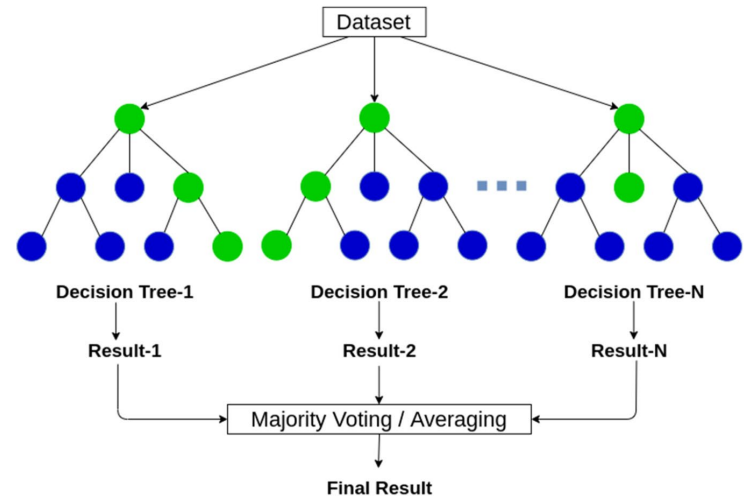 Dataset
Decision Tree-1
Decision Tree-2
Decision Tree-N
Result-1
Result-2
Result-N
Majority Voting / Averaging
Final Result